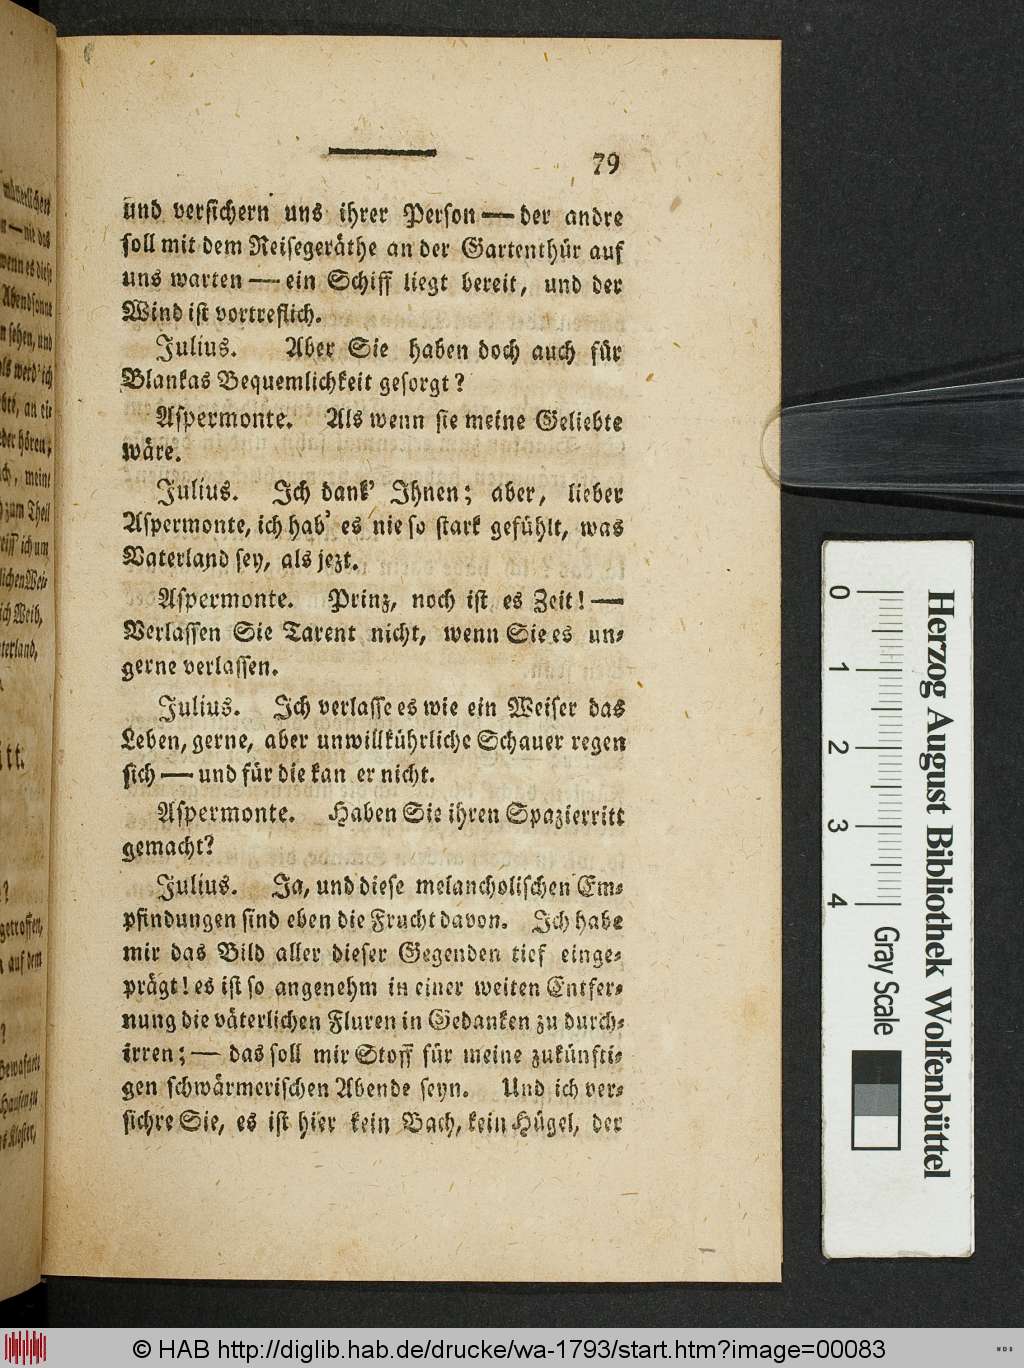 79
und versichern uns ihrer Person — der andre
soll mit dem Reisegeräthe an der Gartenthür auf
uns warten — ein Schiff liegt bereit, und der
Wind ist vortreflich.
Julius. Aber Sie haben doch auch für
Blankas Bequemlichkeit gesorgt?
Aspermonte. Als wenn sie meine Geliebte
wäre.
Julius. Ich dank' Ihnen; aber, lieber
Aspermonte, ich hab' es nie so stark gefühlt, was
Vaterland sey, als jezt.
Aspermonte. Prinz, noch ist es Zeit! —
Verlassen Sie Tarent nicht, wenn Sie es un-
gerne verlassen.
Julius. Ich verlasse es wie ein Weiser das
Leben, gerne, aber unwillkührliche Schauer regen
sich — und für die kan er nicht.
Aspermonte. Haben Sie ihren Spazierritt
gemacht?
Julius. Ja, und diese melancholischen Em-
pfindungen sind eben die Frucht davon. Ich habe
mir das Bild aller dieser Gegenden tief einge-
prägt! es ist so angenehm in einer weiten Entfer-
nung die väterlichen Fluren in Gedanken zu durch-
irren; — das soll mir Stoff für meine zukünfti-
gen schwärmerischen Abende seyn. Und ich ver-
sichre Sie, es ist hier kein Bach, kein Hügel, der
Herzog August Bibliothek Wolfenbüttel
0 1 2 3 4 Gray Scale
© HAB http://diglib.hab.de/drucke/wa-1793/start.htm?image=00083